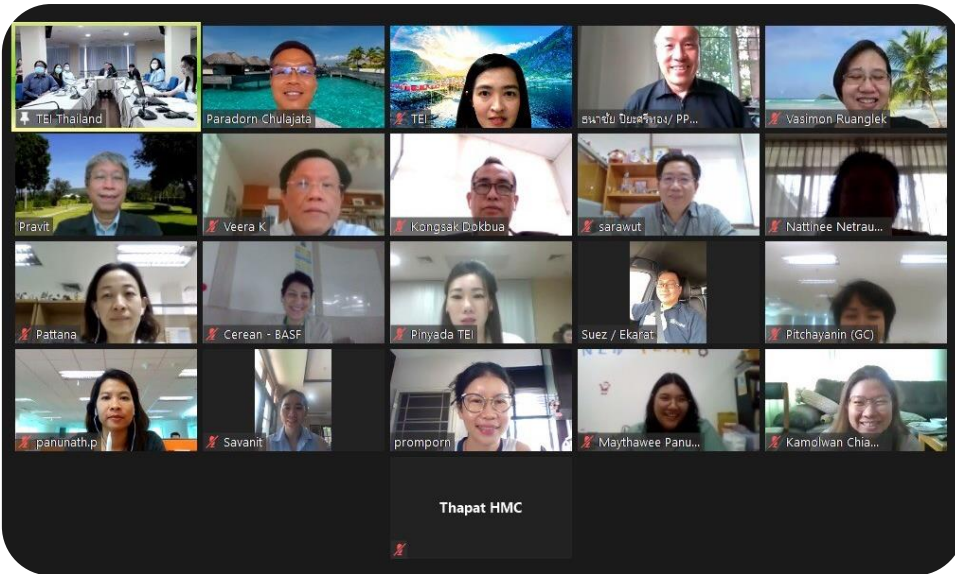 TEI Thailand
Paradorn Chulajata
TEI
ธนาชัย ปิยะศรีทอง/ PP...
Vasimon Ruanglek
Pravit
Veera K
Kongsak Dokbua
sarawut
Nattinee Netrau...
Pattana
Cerean - BASF
Pinyada TEI
Suez / Ekarat
Pitchayanin (GC)
NEW YEAR
panunath.p
Savanit
promporn
Maythawee Panu...
Kamolwan Chia...
Thapat HMC